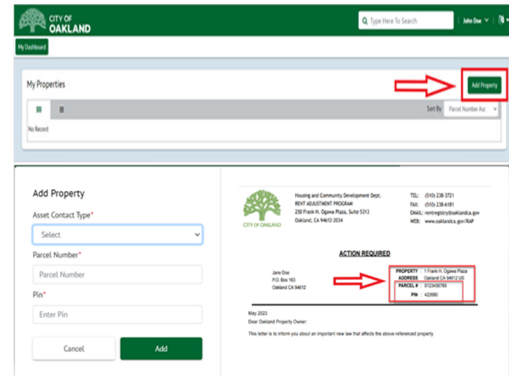 CITY OF
OAKLAND
Type Here To Search
John Doe
My Dashboard
My Properties
Add Property
Sort By
Parcel Number Asc
No Record
Add Property
Asset Contact Type*
Select
Parcel Number*
Parcel Number
Pin*
Enter Pin
Cancel
Add
CITY OF OAKLAND
Housing and Community Development Dept.
RENT ADJUSTMENT PROGRAM
250 Frank H. Ogawa Plaza, Suite 5313
Oakland, CA 94612-2034
TEL: (510) 238-3721
FAX: (510) 238-6181
EMAIL: rentregistry@oaklandca.gov
WEB: www.oaklandca.gov/RAP
ACTION REQUIRED
Jane Doe
P.O. Box 163
Oakland CA 94612
PROPERTY : 1 Frank H. Ogawa Plaza
ADDRESS Oakland CA 94612 US
PARCEL # : 0123456789
PIN :
May 2023
Dear Oakland Property Owner:
This letter is to inform you about an important new law that affects the above referenced property.